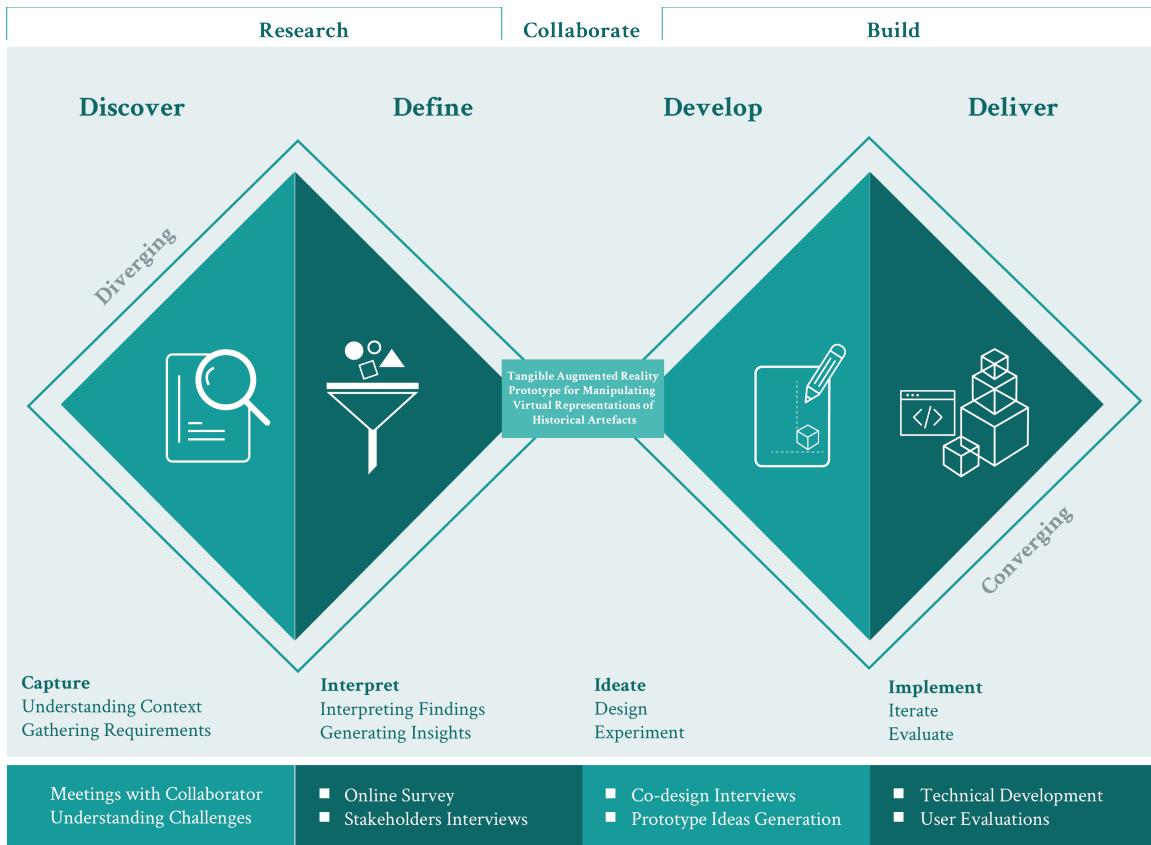 Research
Collaborate
Build
Discover
Define
Develop
Deliver
Diverging
Tangible Augmented Reality
Prototype for Manipulating
Virtual Representations of
Historical Artefacts
</>
Converging
Capture
Understanding Context
Gathering Requirements
Interpret
Interpreting Findings
Generating Insights
Ideate
Design
Experiment
Implement
Iterate
Evaluate
Meetings with Collaborator
Understanding Challenges
Online Survey
Stakeholders Interviews
Co-design Interviews
Prototype Ideas Generation
Technical Development
User Evaluations